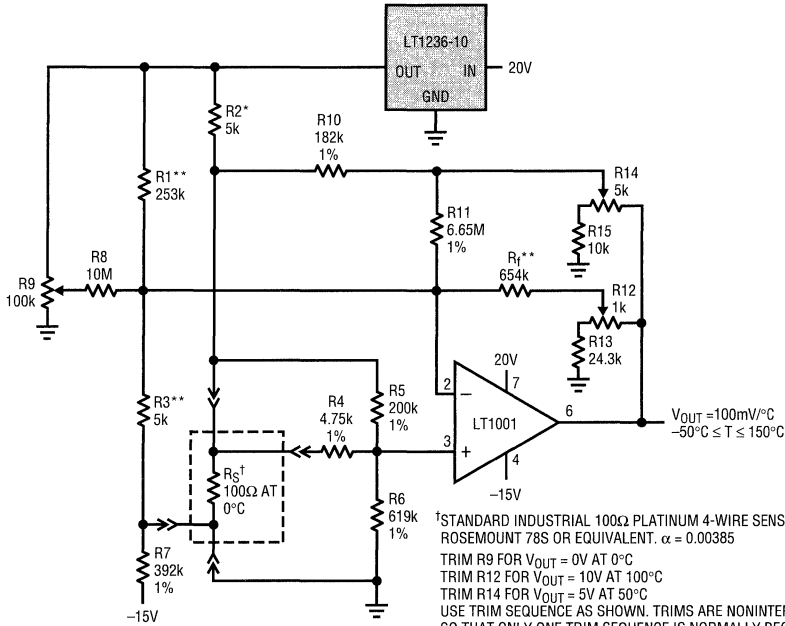 LT1236-10
OUT IN
GND
20V
R2*
5k
R10
182k
1%
R14
5k
R1**
253k
R11
6.65M
1%
R15
10k
R8
10M
Rf**
654k
R9
100k
R12
1k
R13
24.3k
R3**
5k
R4
4.75k
1%
R5
200k
1%
20V
2
7
LT1001
6
3
4
–15V
VOUT =100mV/°C
–50°C ≤ T ≤ 150°C
RS†
100Ω AT
0°C
R6
619k
1%
R7
392k
1%
–15V
†STANDARD INDUSTRIAL 100Ω PLATINUM 4-WIRE SENS
ROSEMOUNT 78S OR EQUIVALENT. α = 0.00385
TRIM R9 FOR VOUT = 0V AT 0°C
TRIM R12 FOR VOUT = 10V AT 100°C
TRIM R14 FOR VOUT = 5V AT 50°C
USE TRIM SEQUENCE AS SHOWN. TRIMS ARE NONINTER